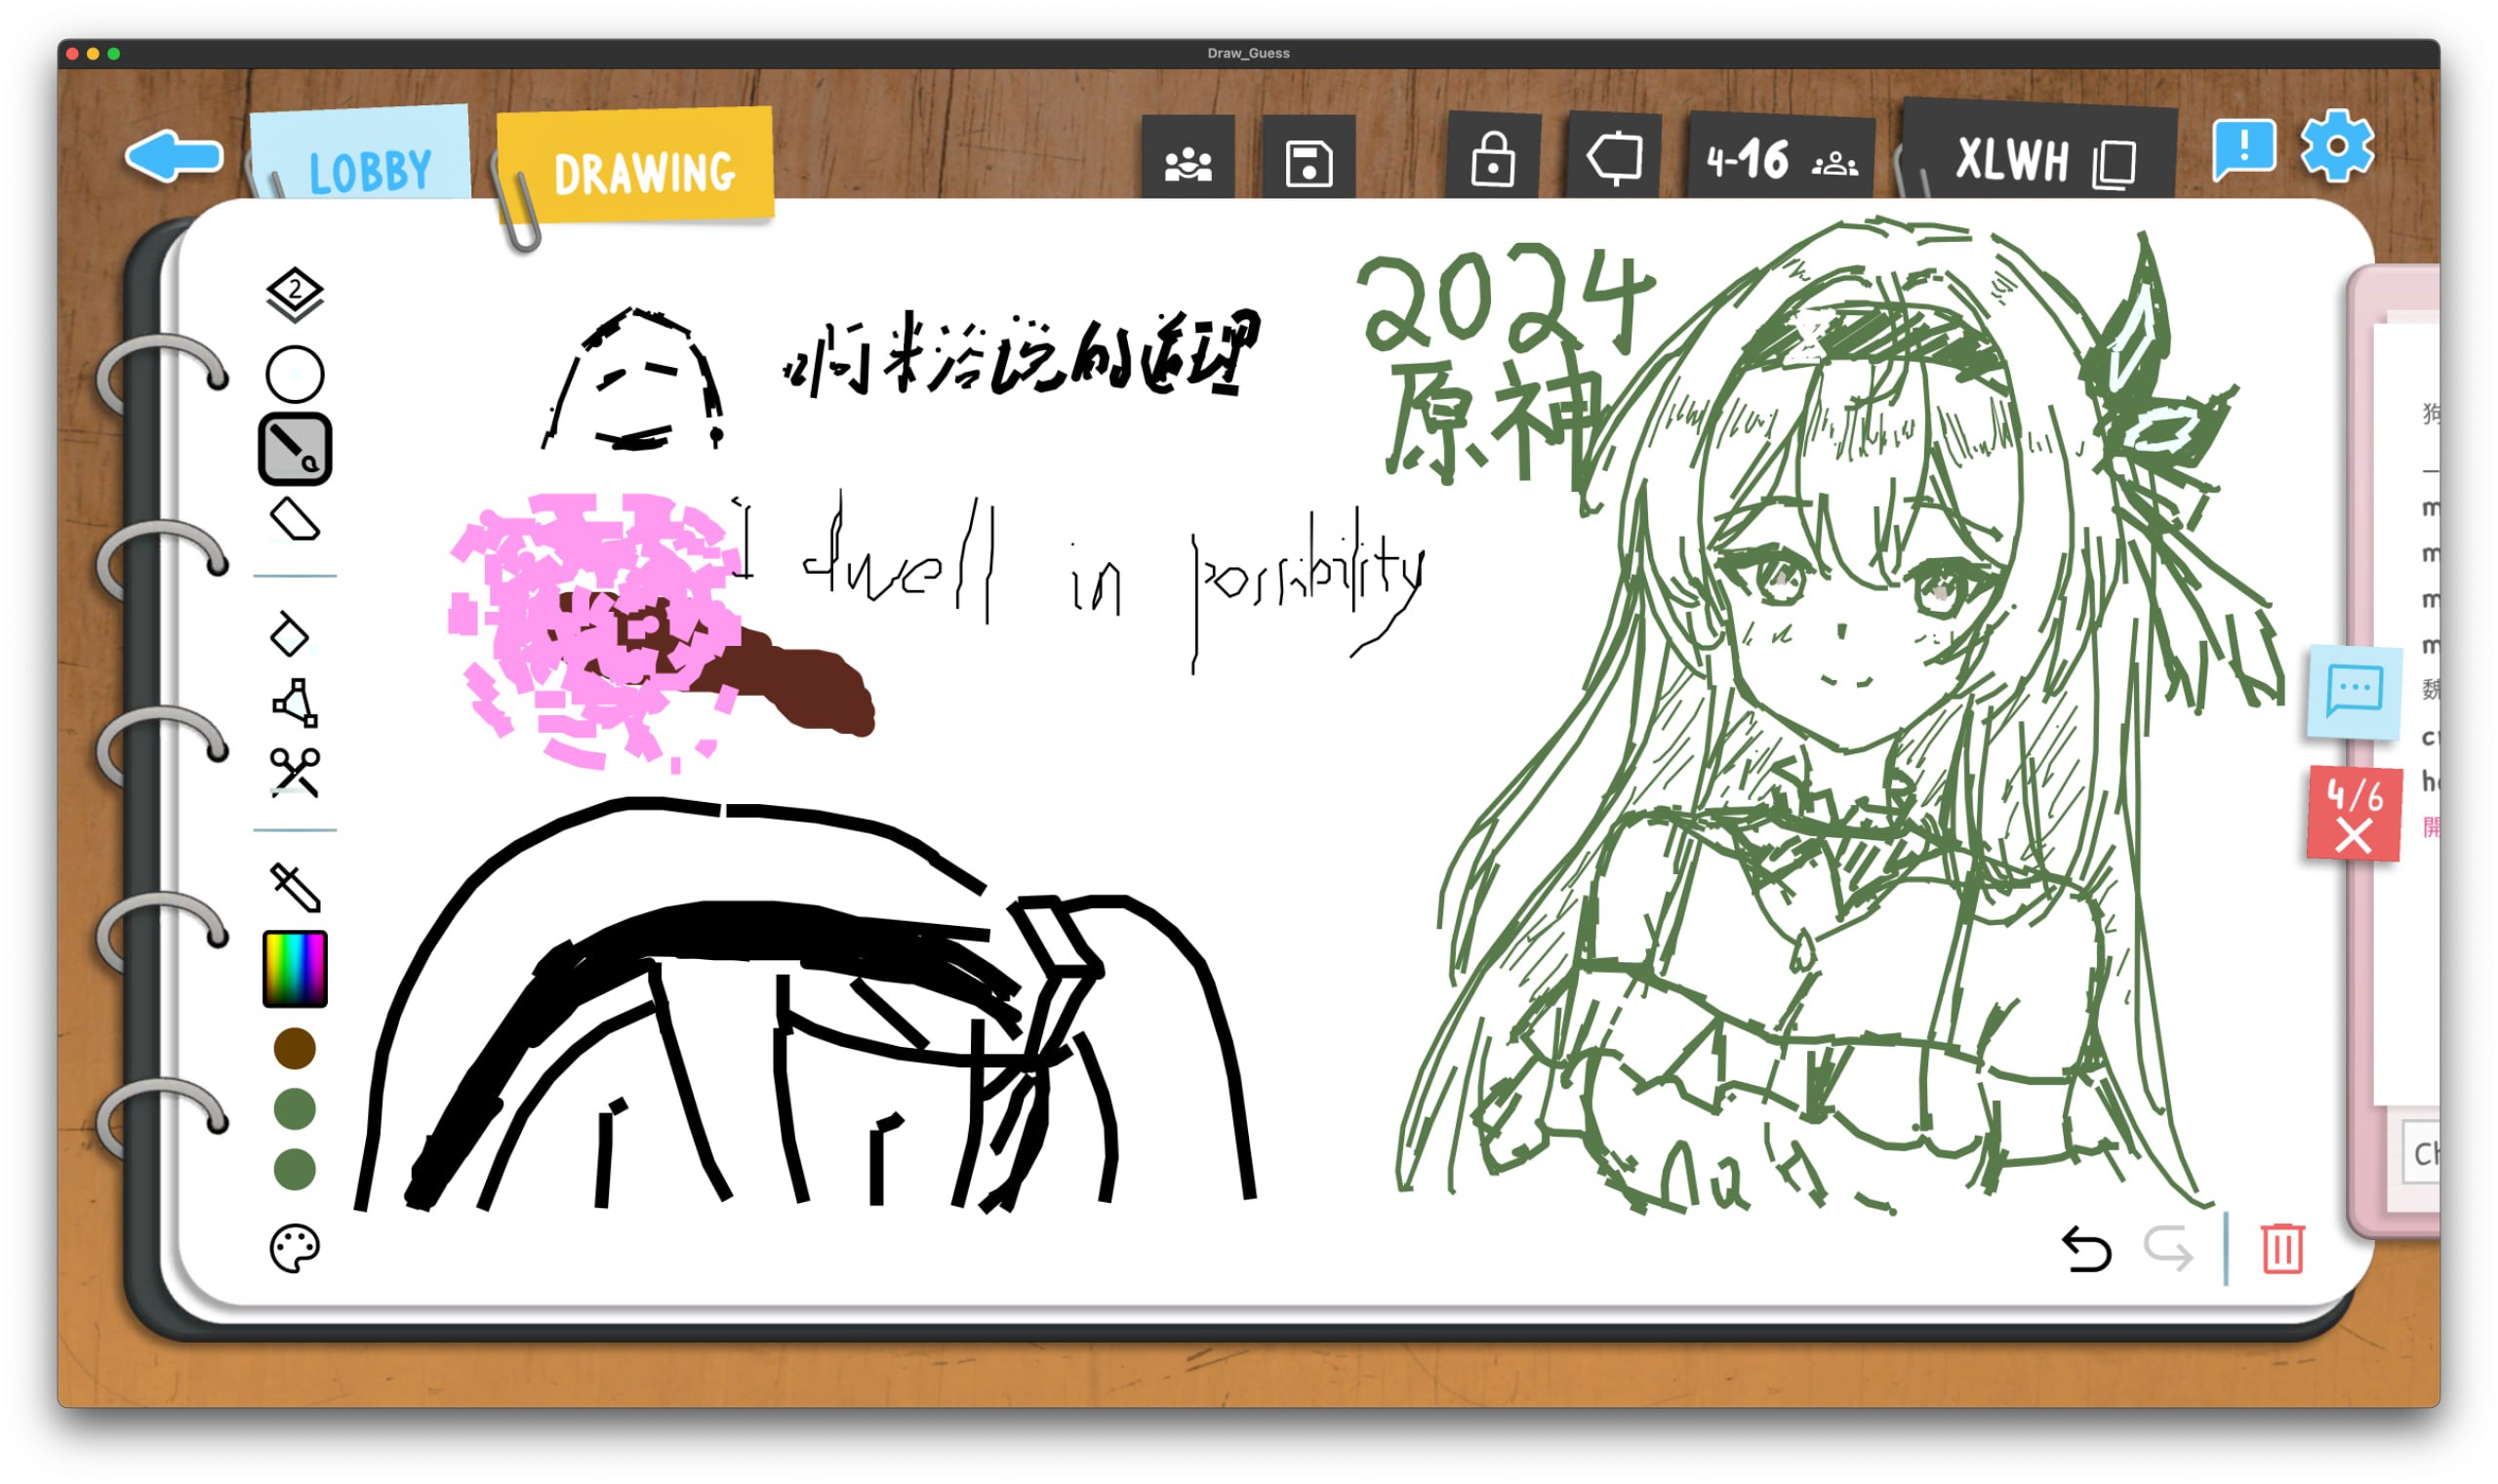 Draw_Guess
LOBBY
DRAWING
4-16
XLWH
2024
原神
啊米浴说的道理
I dwell in possibility
4/6